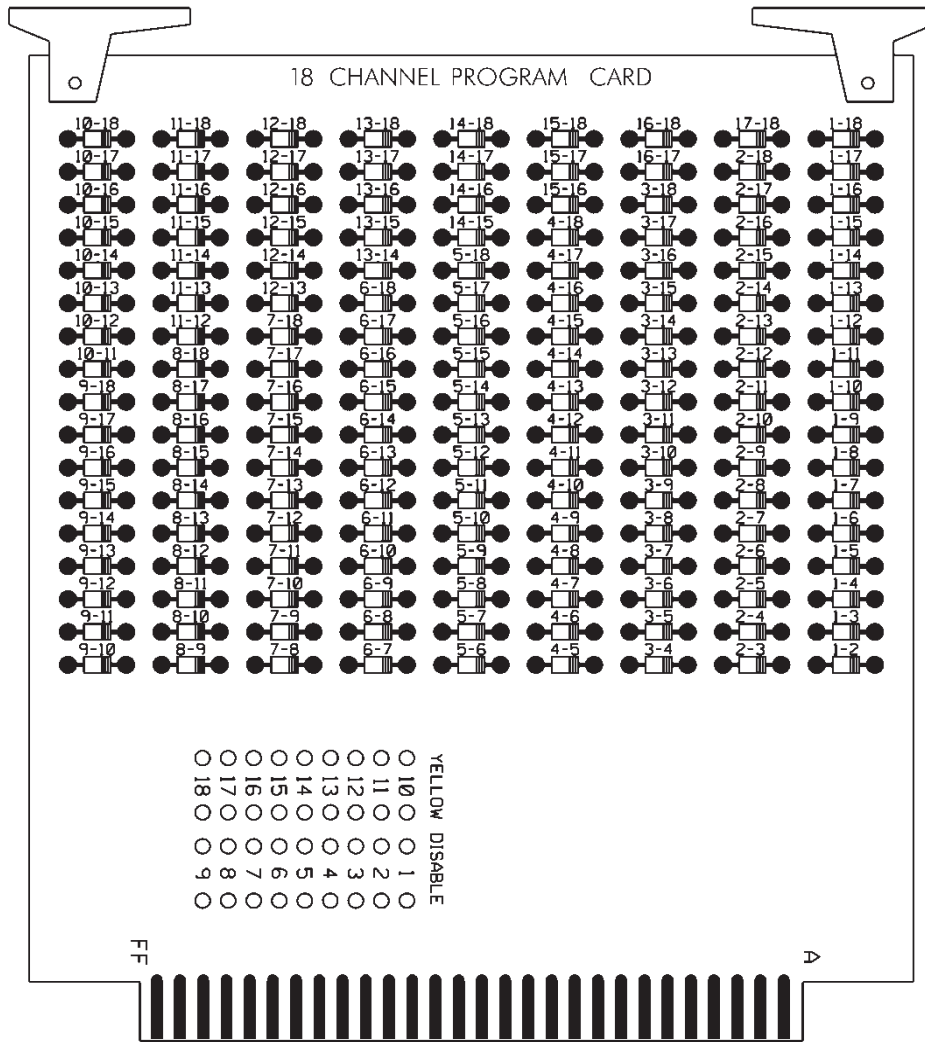 18 CHANNEL PROGRAM CARD
10-18 11-18 12-18 13-18 14-18 15-18 16-18 17-18 1-18
10-17 11-17 12-17 13-17 14-17 15-17 16-17 2-18 1-17
10-16 11-16 12-16 13-16 14-16 15-16 3-18 2-17 1-16
10-15 11-15 12-15 13-15 14-15 4-18 3-17 2-16 1-15
10-14 11-14 12-14 13-14 5-18 4-17 3-16 2-15 1-14
10-13 11-13 12-13 6-18 5-17 4-16 3-15 2-14 1-13
10-12 11-12 7-18 6-17 5-16 4-15 3-14 2-13 1-12
10-11 8-18 7-17 6-16 5-15 4-14 3-13 2-12 1-11
9-18 8-17 7-16 6-15 5-14 4-13 3-12 2-11 1-10
9-17 8-16 7-15 6-14 5-13 4-12 3-11 2-10 1-9
9-16 8-15 7-14 6-13 5-12 4-11 3-10 2-9 1-8
9-15 8-14 7-13 6-12 5-11 4-10 3-9 2-8 1-7
9-14 8-13 7-12 6-11 5-10 4-9 3-8 2-7 1-6
9-13 8-12 7-11 6-10 5-9 4-8 3-7 2-6 1-5
9-12 8-11 7-10 6-9 5-8 4-7 3-6 2-5 1-4
9-11 8-10 7-9 6-8 5-7 4-6 3-5 2-4 1-3
9-10 8-9 7-8 6-7 5-6 4-5 3-4 2-3 1-2
YELLOW DISABLE
10 1
11 2
12 3
13 4
14 5
15 6
16 7
17 8
18 9
FF A